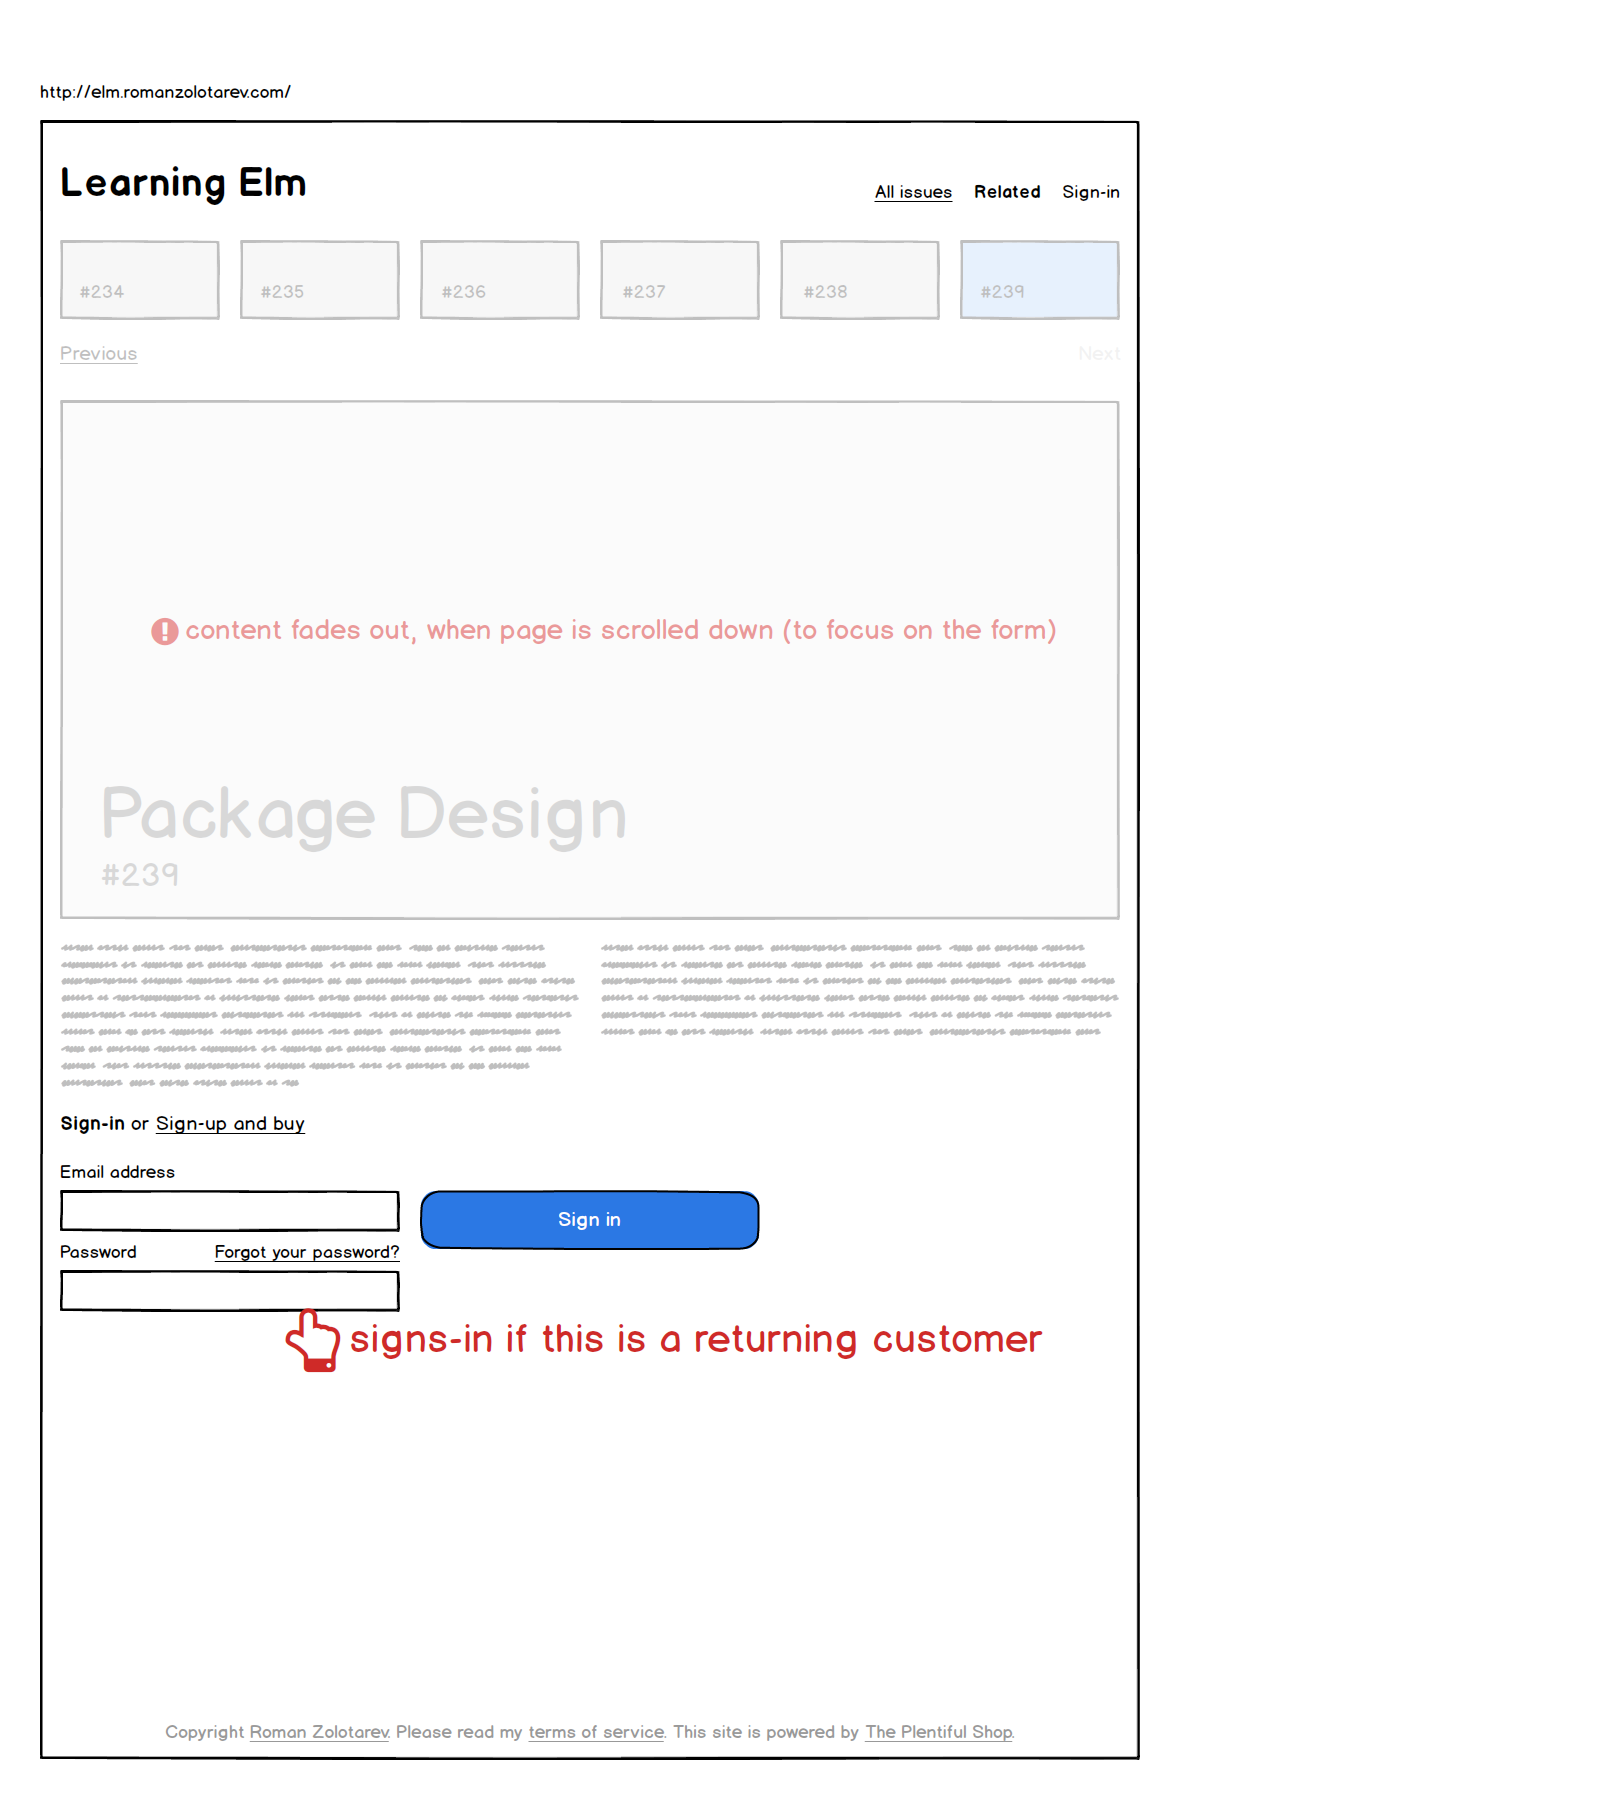 http://elm.romanzolotarev.com/
Learning Elm
All issues Related Sign-in
#234 #235 #236 #237 #238 #239
Previous Next
content fades out, when page is scrolled down (to focus on the form)
Package Design
#239
Sign-in or Sign-up and buy
Email address
Sign in
Password Forgot your password?
signs-in if this is a returning customer
Copyright Roman Zolotarev. Please read my terms of service. This site is powered by The Plentiful Shop.